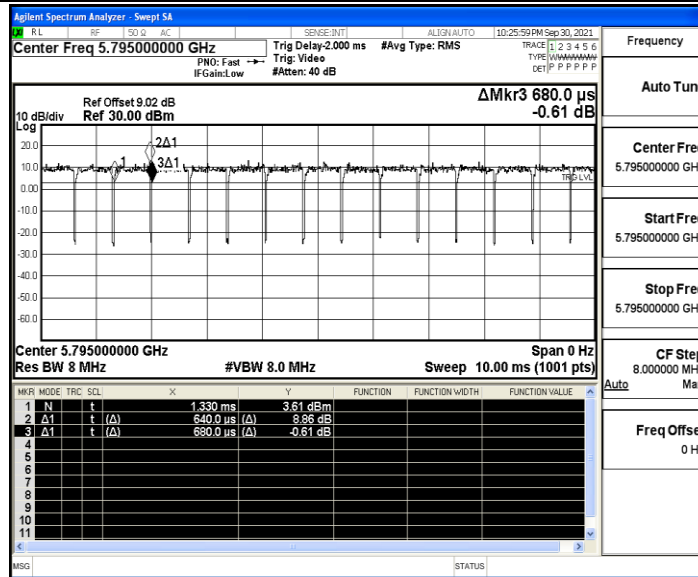 Agilent Spectrum Analyzer - Swept SA
RL RF 50 Ω AC SENSE:INT ALIGN AUTO 10:25:59 PM Sep 30, 2021
Center Freq 5.795000000 GHz
PNO: Fast
IFGain:Low
Trig Delay-2.000 ms
Trig: Video
#Atten: 40 dB
#Avg Type: RMS
TRACE 1 2 3 4 5 6
TYPE
DET P P P P P P
Frequency
Auto Tun
Ref Offset 9.02 dB
10 dB/div Ref 30.00 dBm
Log
ΔMkr3 680.0 µs
-0.61 dB
20.0
10.0
0.00
-10.0
-20.0
-30.0
-40.0
-50.0
-60.0
1
2Δ1
3Δ1
TRIG LVL
Center Fre
5.795000000 GH
Start Fre
5.795000000 GH
Stop Fre
5.795000000 GH
CF Step
8.000000 MH
Auto Ma
Freq Offse
0 H
Center 5.795000000 GHz Span 0 Hz
Res BW 8 MHz #VBW 8.0 MHz Sweep 10.00 ms (1001 pts)
MKR MODE TRC SCL X Y FUNCTION FUNCTION WIDTH FUNCTION VALUE
1 N t 1.330 ms 3.61 dBm
2 Δ1 t (Δ) 640.0 µs (Δ) 8.86 dB
3 Δ1 t (Δ) 680.0 µs (Δ) -0.61 dB
4
5
6
7
8
9
10
11
MSG STATUS